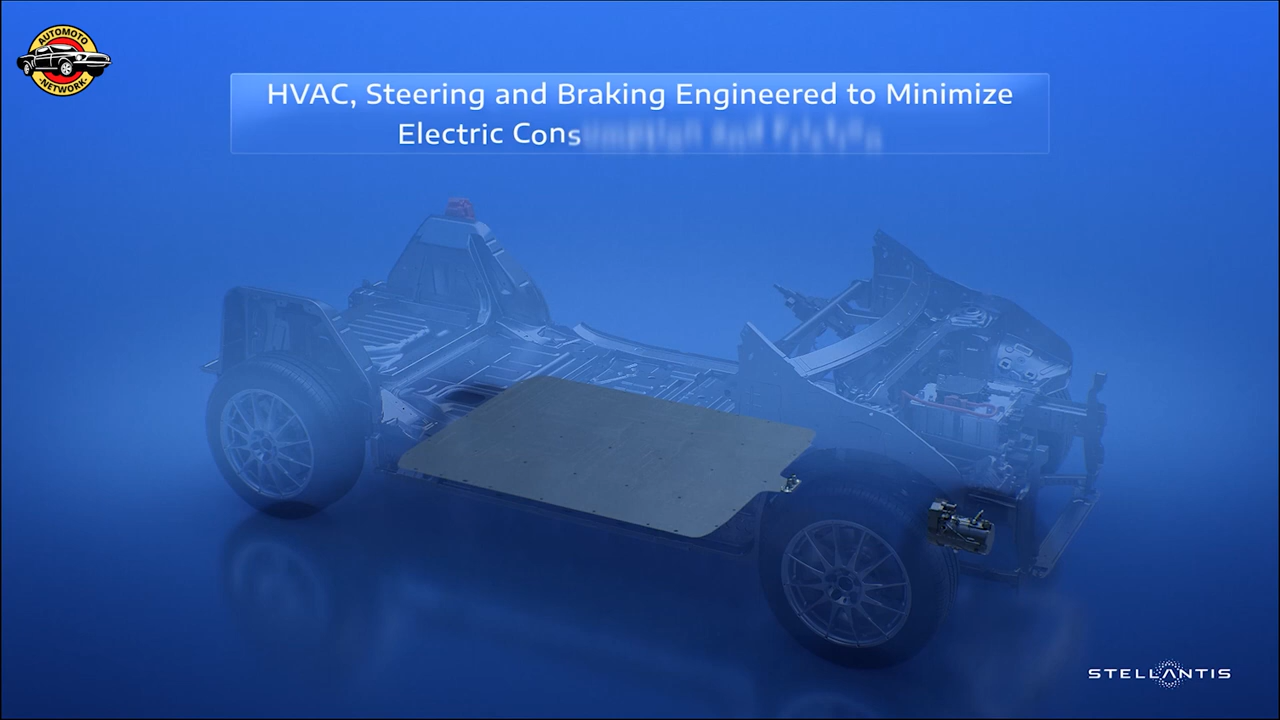 AUTOMOTO
NETWORK
HVAC, Steering and Braking Engineered to Minimize
Electric Cons
STELLANTIS